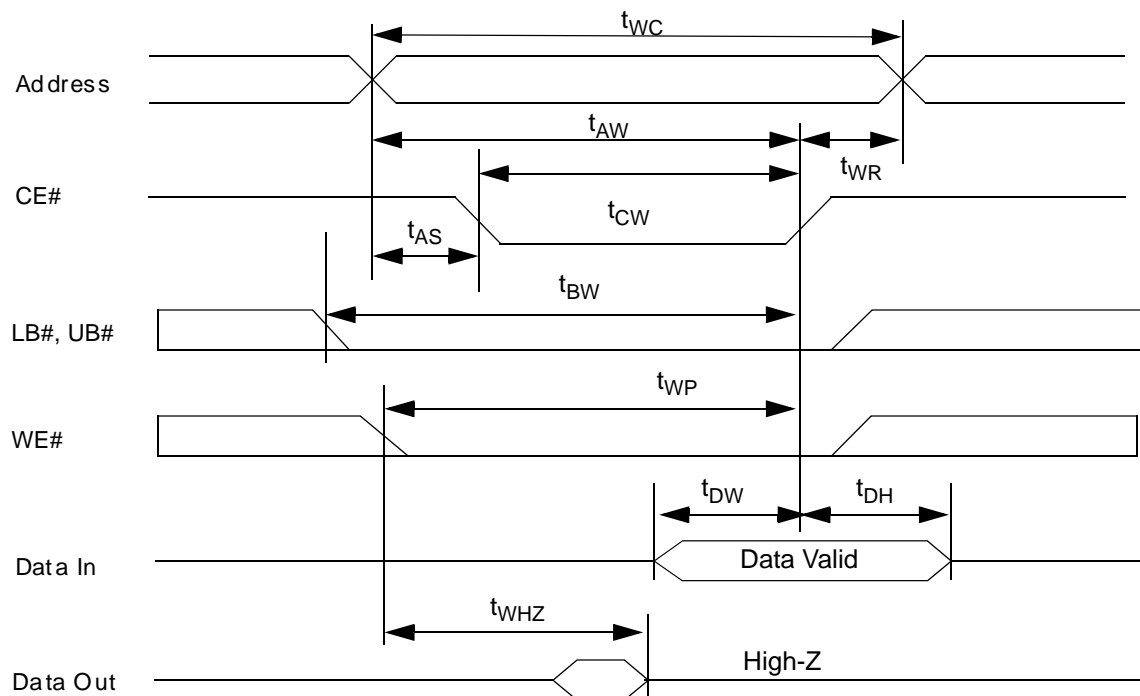 tWC
Address
tAW
tWR
CE#
tCW
tAS
tBW
LB#, UB#
tWP
WE#
tDW
tDH
Data In
Data Valid
tWHZ
High-Z
Data Out